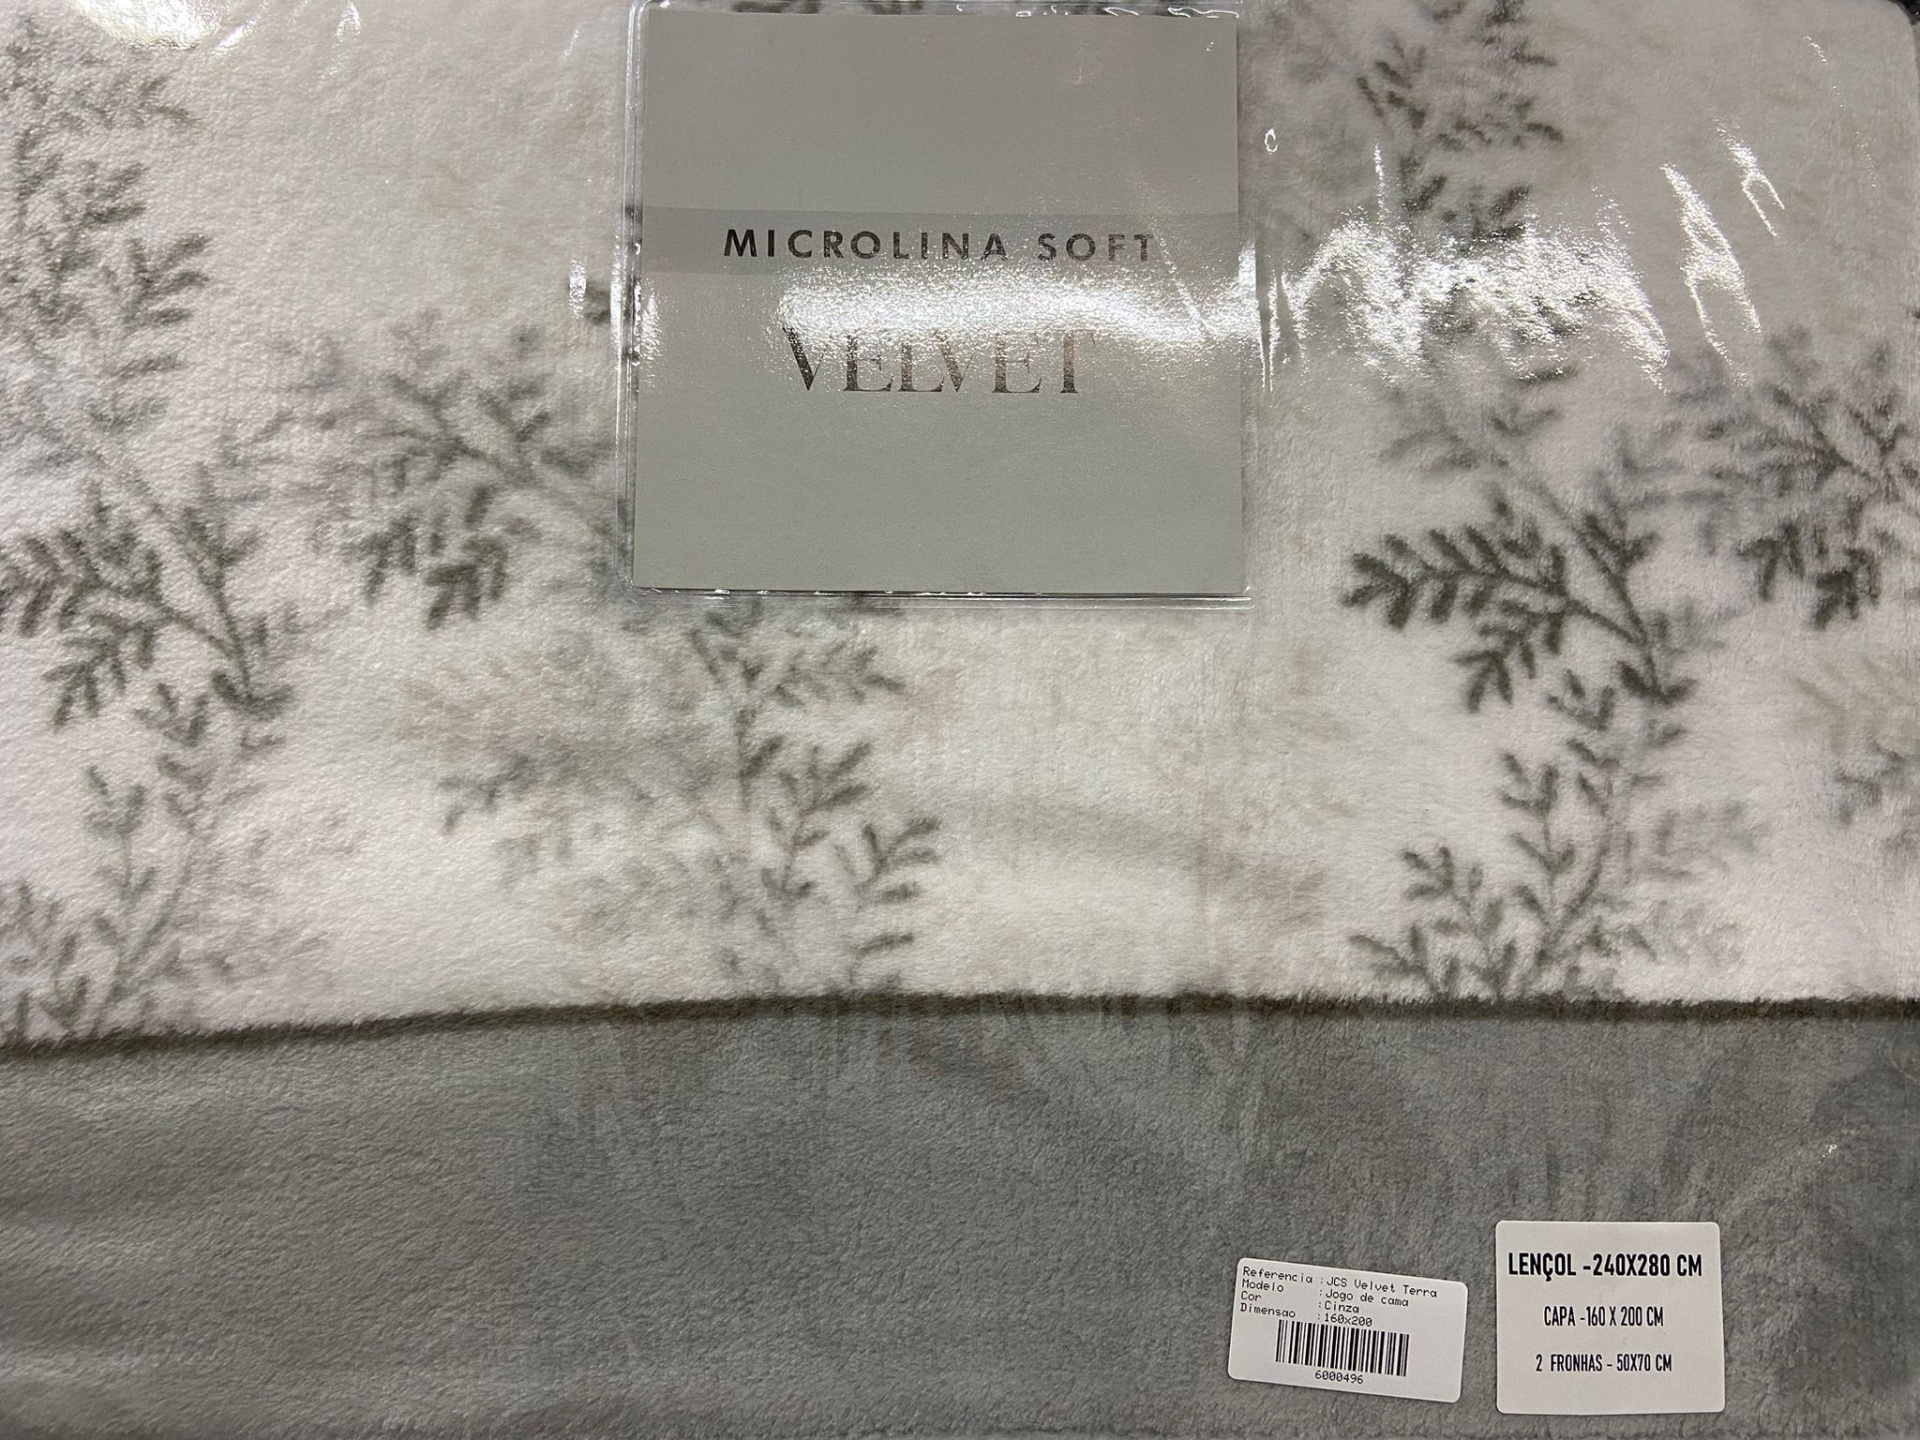 MICROLINA SOFT
VELVET
Referencia : JCS Velvet Terra
Modelo : Jogo de cama
Cor : Cinza
Dimensao : 160x200
6000496
LENÇOL -240X280 CM
CAPA -160 X 200 CM
2 FRONHAS - 50X70 CM